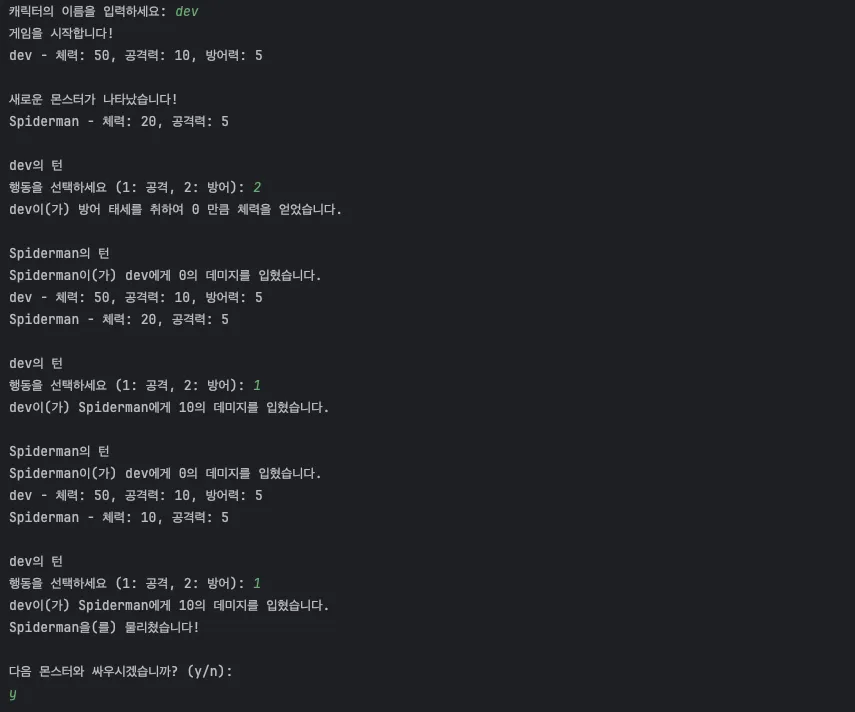 캐릭터의 이름을 입력하세요: dev
게임을 시작합니다!
dev - 체력: 50, 공격력: 10, 방어력: 5
새로운 몬스터가 나타났습니다!
Spiderman - 체력: 20, 공격력: 5
dev의 턴
행동을 선택하세요 (1: 공격, 2: 방어): 2
dev이(가) 방어 태세를 취하여 0 만큼 체력을 얻었습니다.
Spiderman의 턴
Spiderman이(가) dev에게 0의 데미지를 입혔습니다.
dev - 체력: 50, 공격력: 10, 방어력: 5
Spiderman - 체력: 20, 공격력: 5
dev의 턴
행동을 선택하세요 (1: 공격, 2: 방어): 1
dev이(가) Spiderman에게 10의 데미지를 입혔습니다.
Spiderman의 턴
Spiderman이(가) dev에게 0의 데미지를 입혔습니다.
dev - 체력: 50, 공격력: 10, 방어력: 5
Spiderman - 체력: 10, 공격력: 5
dev의 턴
행동을 선택하세요 (1: 공격, 2: 방어): 1
dev이(가) Spiderman에게 10의 데미지를 입혔습니다.
Spiderman을(를) 물리쳤습니다!
다음 몬스터와 싸우시겠습니까? (y/n):
y